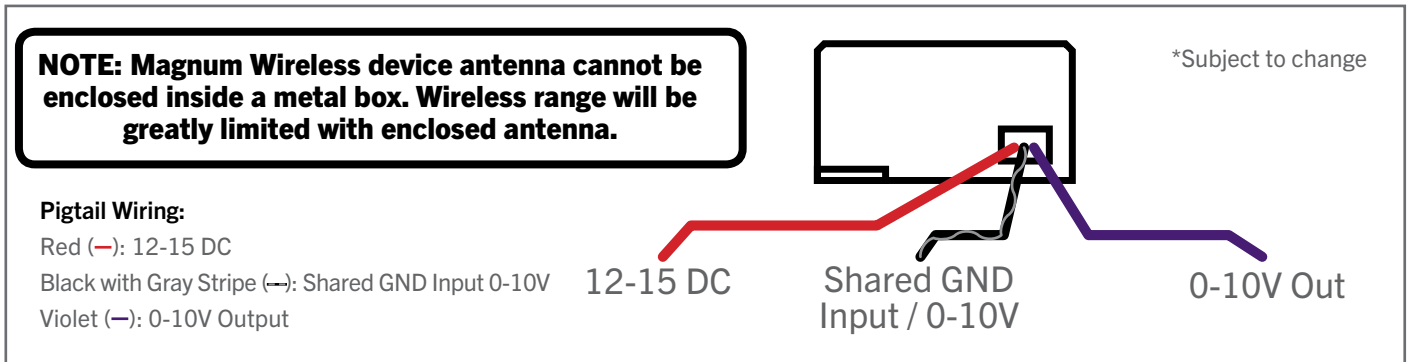 NOTE: Magnum Wireless device antenna cannot be
enclosed inside a metal box. Wireless range will be
greatly limited with enclosed antenna.
*Subject to change
Pigtail Wiring:
Red (—): 12-15 DC
Black with Gray Stripe (---): Shared GND Input 0-10V
Violet (—): 0-10V Output
12-15 DC
Shared GND
Input / 0-10V
0-10V Out